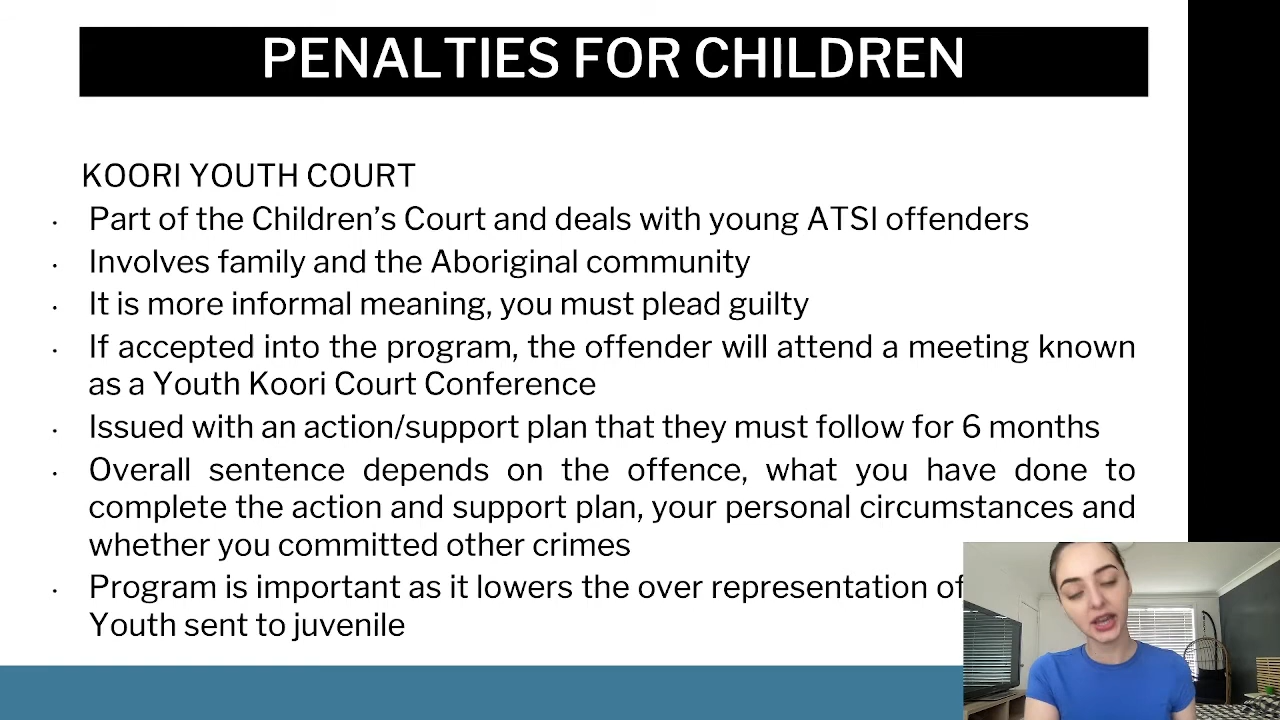 PENALTIES FOR CHILDREN
KOORI YOUTH COURT
· Part of the Children’s Court and deals with young ATSI offenders
· Involves family and the Aboriginal community
· It is more informal meaning, you must plead guilty
· If accepted into the program, the offender will attend a meeting known
as a Youth Koori Court Conference
· Issued with an action/support plan that they must follow for 6 months
· Overall sentence depends on the offence, what you have done to
complete the action and support plan, your personal circumstances and
whether you committed other crimes
· Program is important as it lowers the over representation of
Youth sent to juvenile